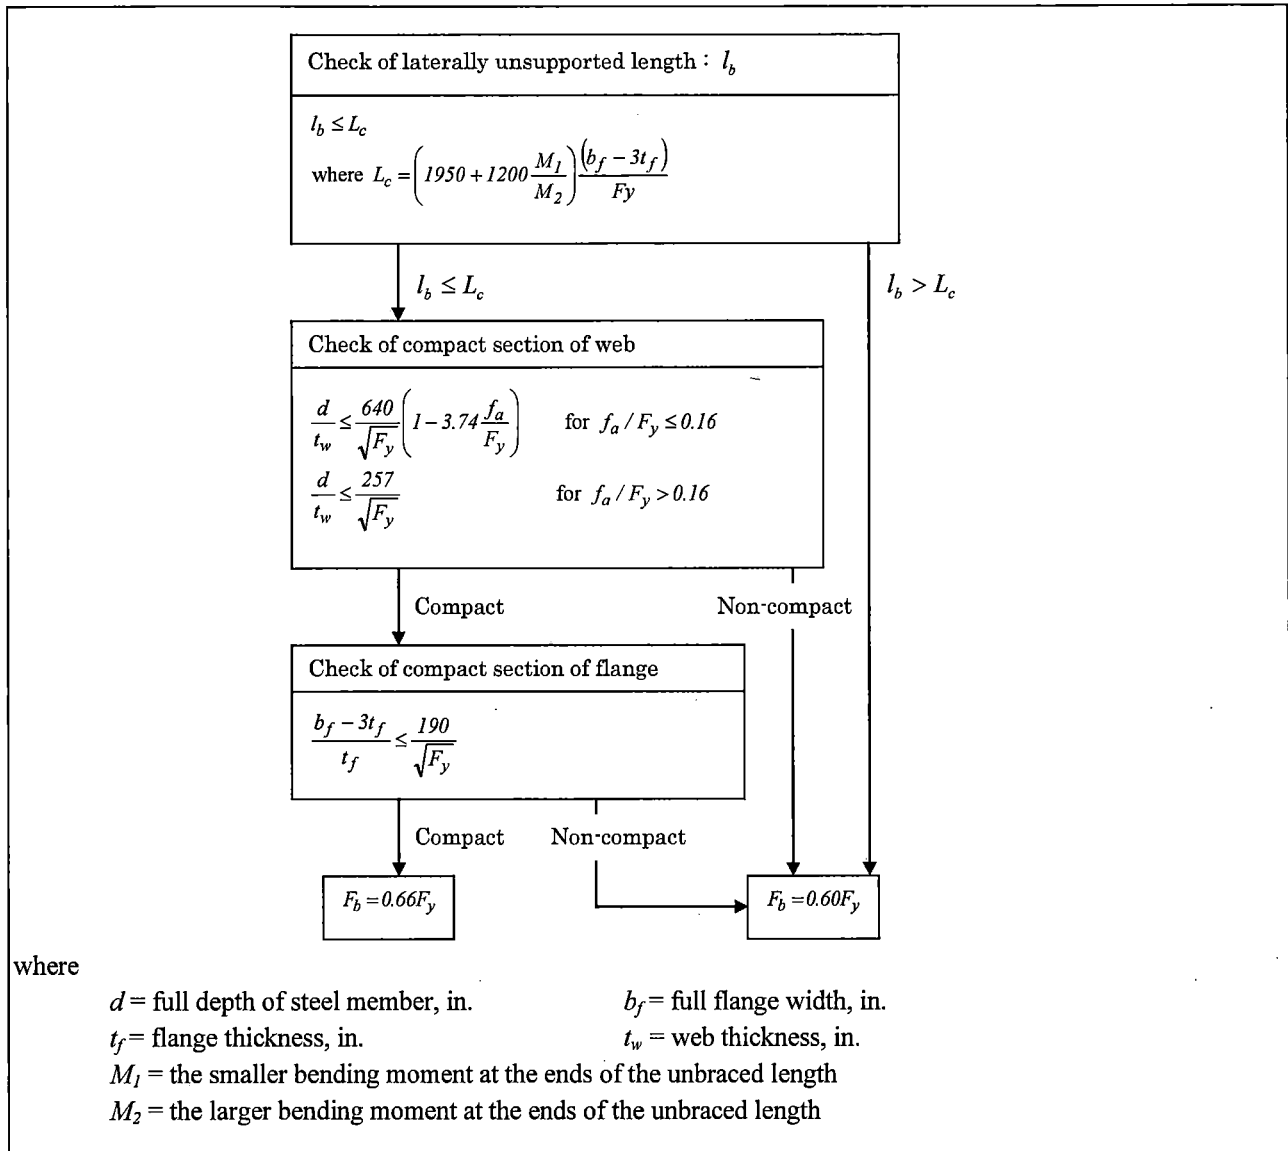 Check of laterally unsupported length : l_b
l_b ≤ L_c
where L_c = (1950 + 1200 M_1/M_2) (b_f − 3t_f)/Fy
l_b ≤ L_c
l_b > L_c
Check of compact section of web
d/t_w ≤ 640/√F_y (1 − 3.74 f_a/F_y) for f_a / F_y ≤ 0.16
d/t_w ≤ 257/√F_y for f_a / F_y > 0.16
Compact
Non-compact
Check of compact section of flange
(b_f − 3t_f)/t_f ≤ 190/√F_y
Compact
Non-compact
F_b = 0.66F_y
F_b = 0.60F_y
where
d = full depth of steel member, in.
b_f = full flange width, in.
t_f = flange thickness, in.
t_w = web thickness, in.
M_1 = the smaller bending moment at the ends of the unbraced length
M_2 = the larger bending moment at the ends of the unbraced length